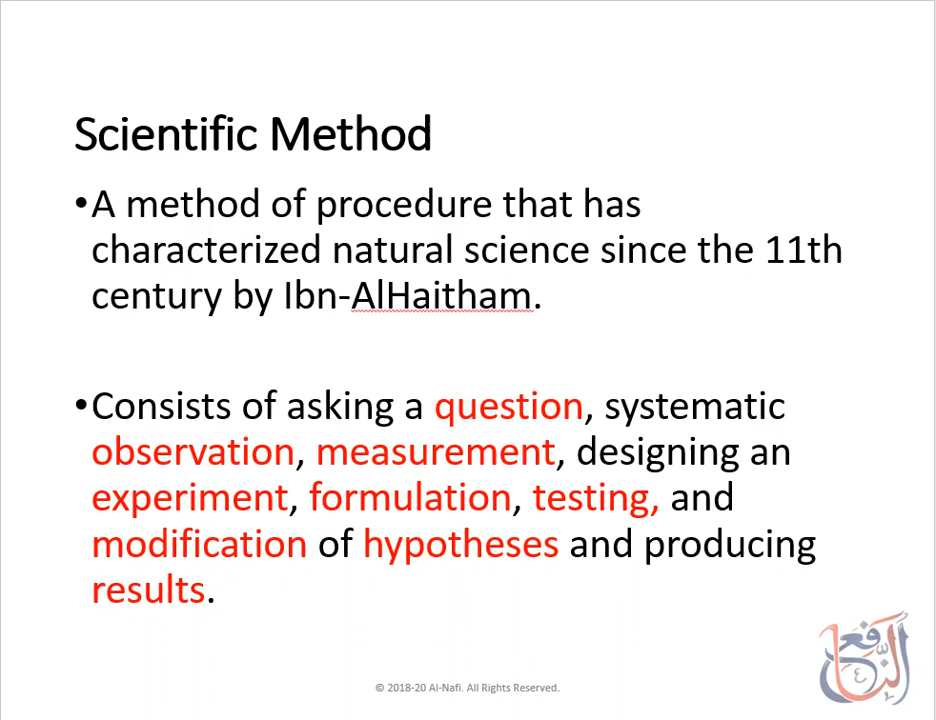 Scientific Method
•A method of procedure that has
characterized natural science since the 11th
century by Ibn-AlHaitham.
•Consists of asking a question, systematic
observation, measurement, designing an
experiment, formulation, testing, and
modification of hypotheses and producing
results.
النافع
© 2018-20 Al-Nafi. All Rights Reserved.